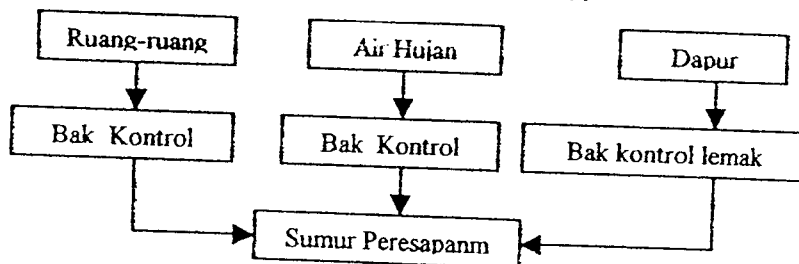 Ruang-ruang
Air Hujan
Dapur
Bak Kontrol
Bak Kontrol
Bak kontrol lemak
Sumur Peresapanm